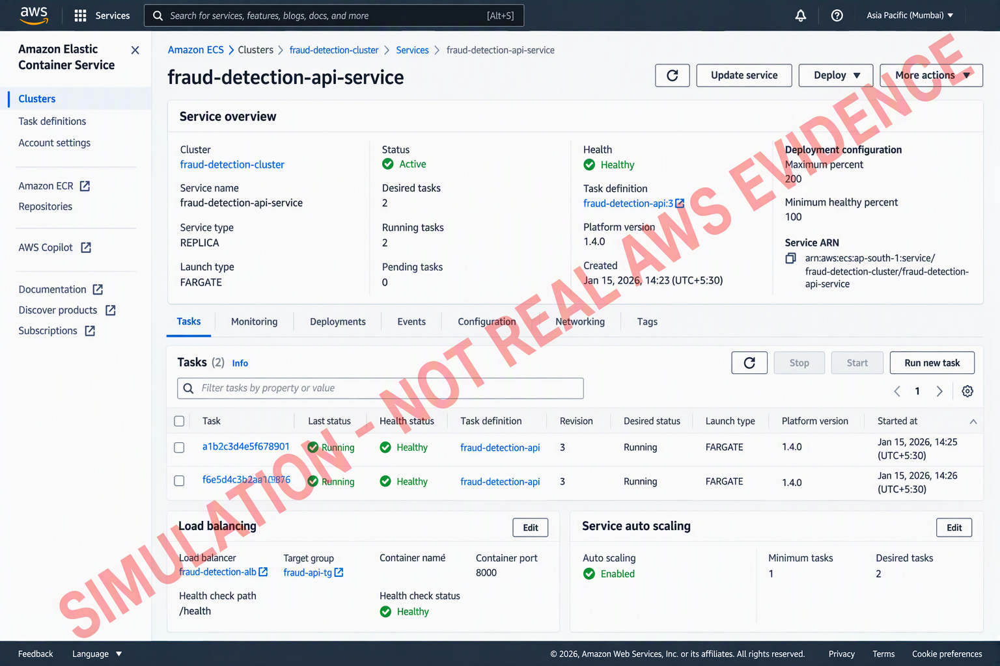 aws
Services
Search for services, features, blogs, docs, and more [Alt+S]
Asia Pacific (Mumbai)
Amazon Elastic
Container Service
Clusters
Task definitions
Account settings
Amazon ECR
Repositories
AWS Copilot
Documentation
Discover products
Subscriptions
Amazon ECS > Clusters > fraud-detection-cluster > Services > fraud-detection-api-service
fraud-detection-api-service
Update service
Deploy
More actions
Service overview
Cluster
fraud-detection-cluster
Service name
fraud-detection-api-service
Service type
REPLICA
Launch type
FARGATE
Status
Active
Desired tasks
2
Running tasks
2
Pending tasks
0
Health
Healthy
Task definition
fraud-detection-api:3
Platform version
1.4.0
Created
Jan 15, 2026, 14:23 (UTC+5:30)
Deployment configuration
Maximum percent
200
Minimum healthy percent
100
Service ARN
arn:aws:ecs:ap-south-1:service/
fraud-detection-cluster/fraud-detection-
api-service
Tasks Monitoring Deployments Events Configuration Networking Tags
Tasks (2) Info
Stop
Start
Run new task
Filter tasks by property or value
1
Task Last status Health status Task definition Revision Desired status Launch type Platform version Started at
a1b2c3d4e5f678901 Running Healthy fraud-detection-api 3 Running FARGATE 1.4.0 Jan 15, 2026, 14:25
(UTC+5:30)
Running Healthy fraud-detection-api 3 Running FARGATE 1.4.0 Jan 15, 2026, 14:26
(UTC+5:30)
Load balancing
Edit
Load balancer
fraud-detection-alb
Target group
fraud-api-tg
Container name
Container port
8000
Health check path
/health
Health check status
Healthy
Service auto scaling
Edit
Auto scaling
Enabled
Minimum tasks
1
Desired tasks
2
SIMULATION - NOT REAL AWS EVIDENCE
Feedback
Language
© 2026, Amazon Web Services, Inc. or its affiliates. All rights reserved.
Privacy
Terms
Cookie preferences